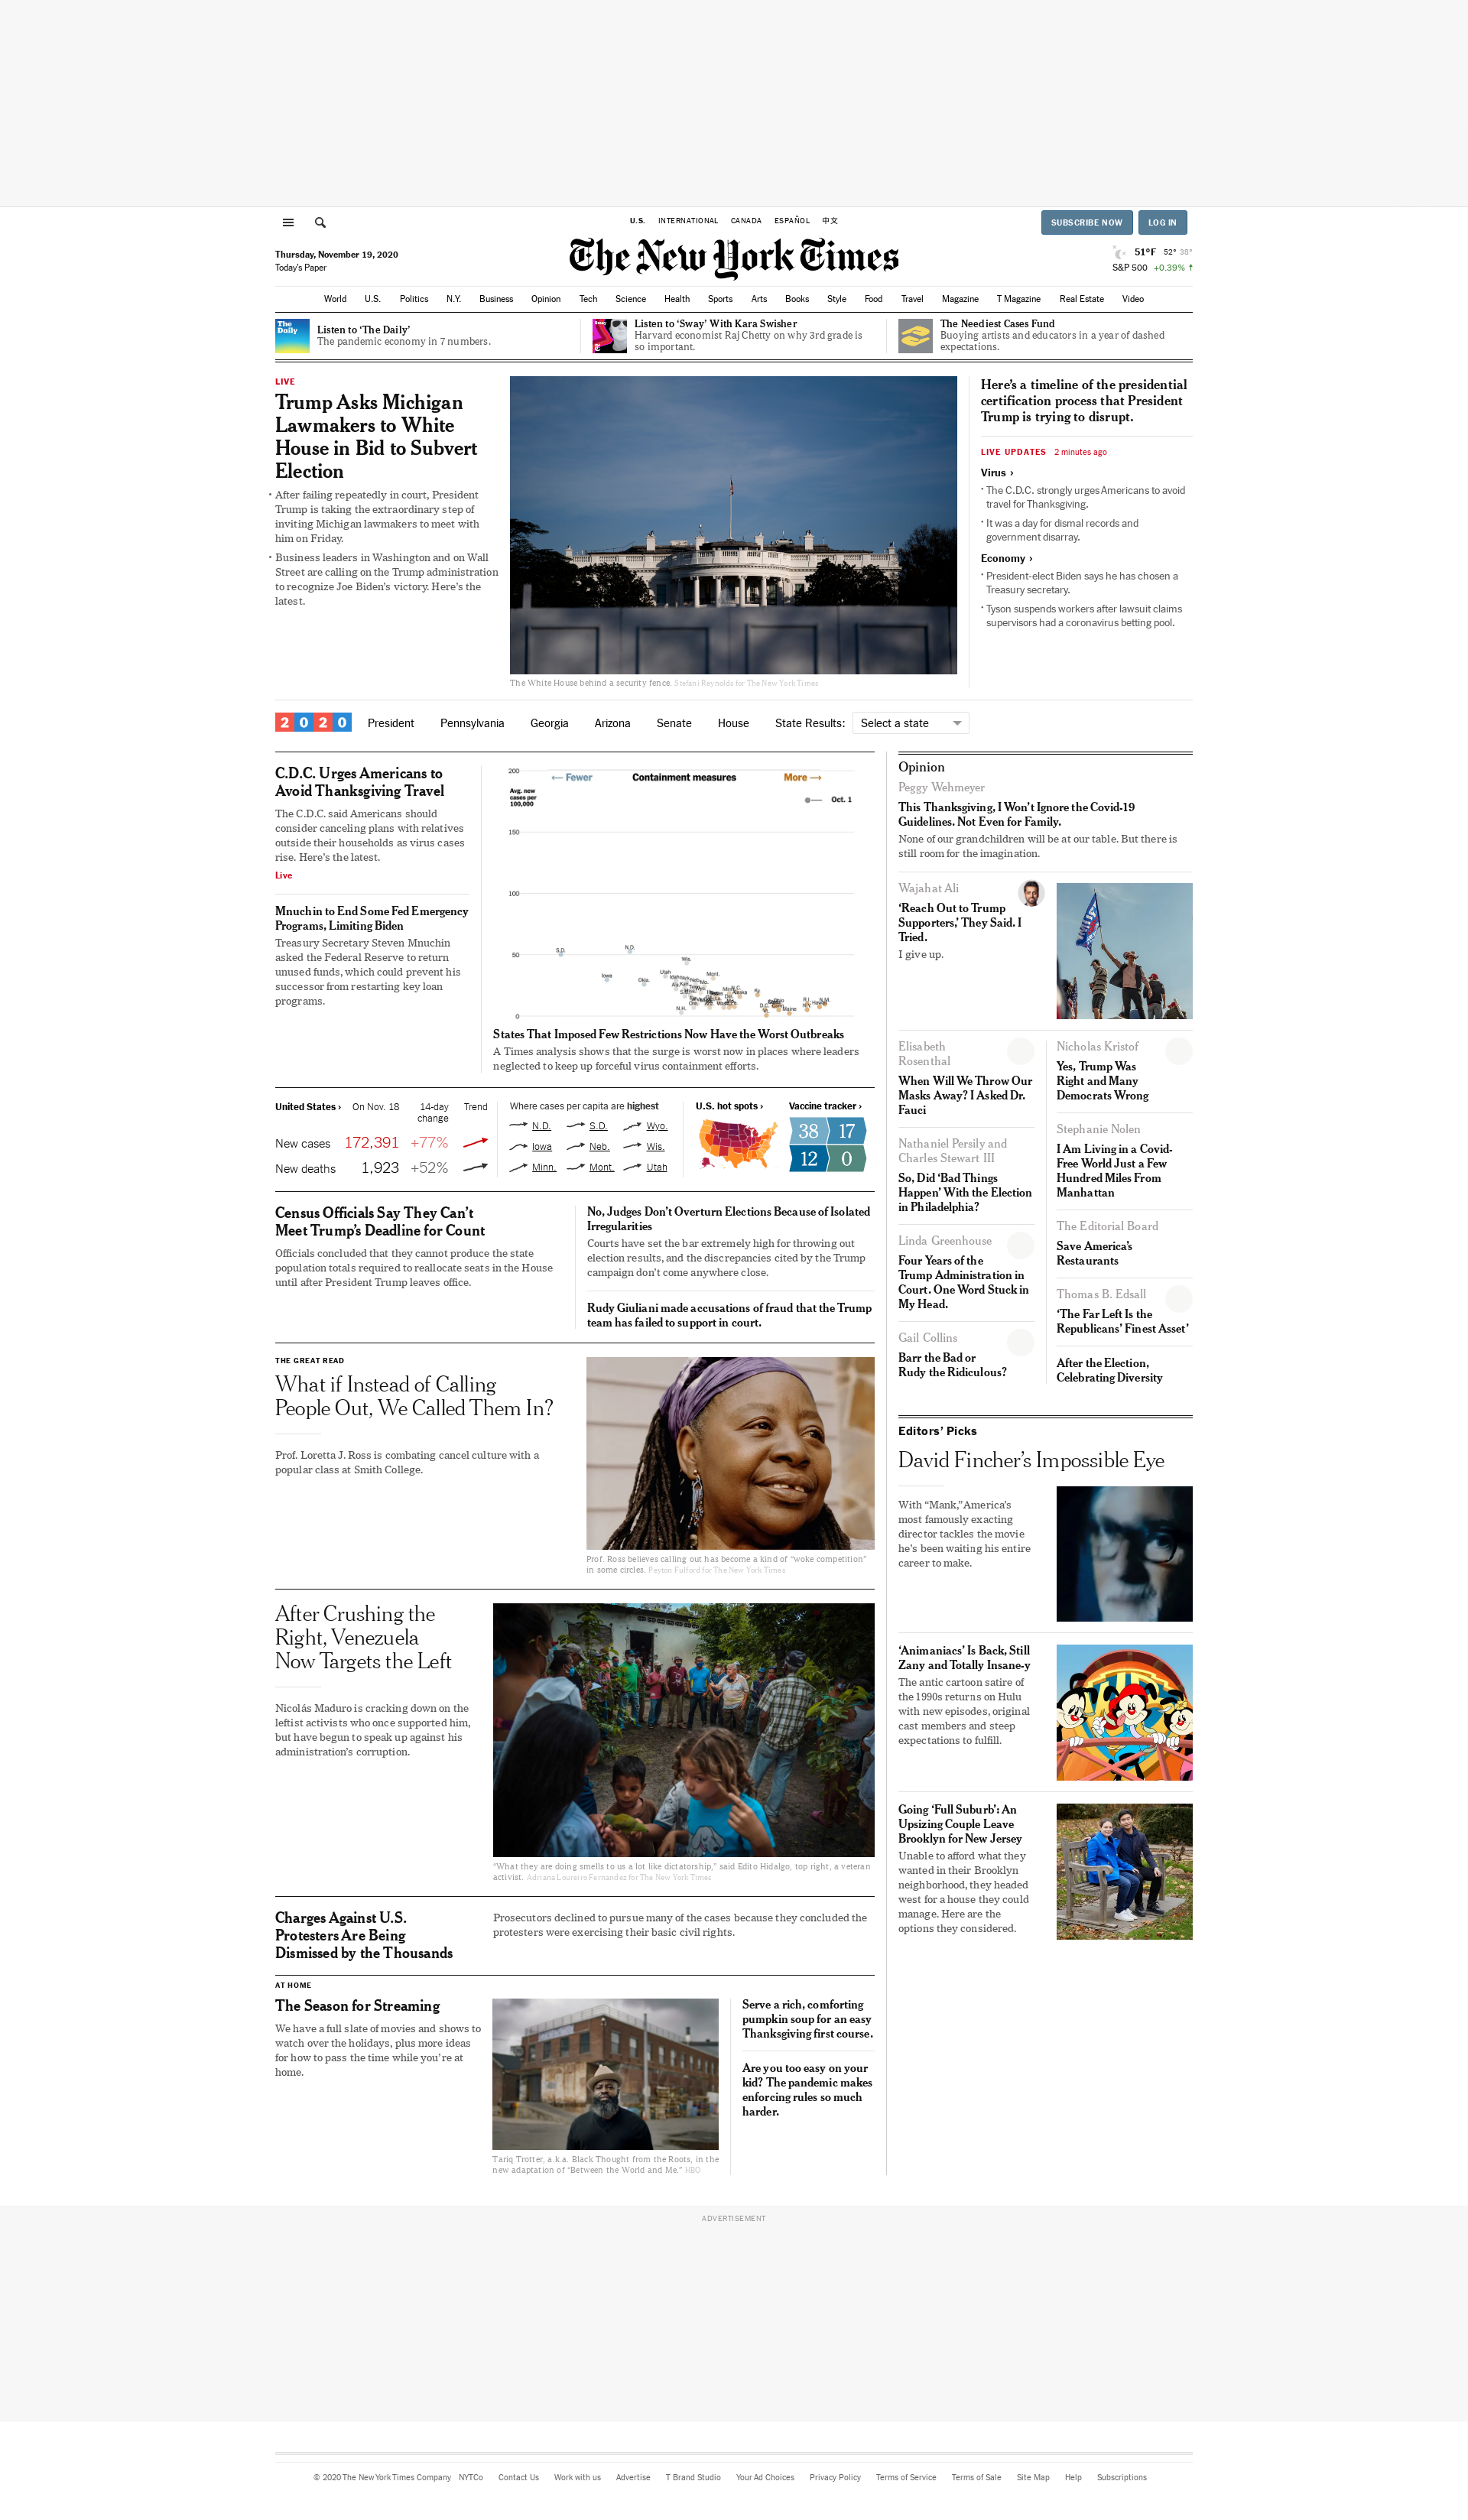 U.S. INTERNATIONAL CANADA ESPAÑOL 中文
SUBSCRIBE NOW LOG IN
Thursday, November 19, 2020
Today's Paper
The New York Times
51°F 52° 38°
S&P 500 +0.39% ↑
World U.S. Politics N.Y. Business Opinion Tech Science Health Sports Arts Books Style Food Travel Magazine T Magazine Real Estate Video
The
Daily
Listen to ‘The Daily’
The pandemic economy in 7 numbers.
Listen to ‘Sway’ With Kara Swisher
Harvard economist Raj Chetty on why 3rd grade is
so important.
The Neediest Cases Fund
Buoying artists and educators in a year of dashed
expectations.
LIVE
Trump Asks Michigan
Lawmakers to White
House in Bid to Subvert
Election
• After failing repeatedly in court, President
Trump is taking the extraordinary step of
inviting Michigan lawmakers to meet with
him on Friday.
• Business leaders in Washington and on Wall
Street are calling on the Trump administration
to recognize Joe Biden’s victory. Here’s the
latest.
The White House behind a security fence. Stefani Reynolds for The New York Times
Here’s a timeline of the presidential
certification process that President
Trump is trying to disrupt.
LIVE UPDATES 2 minutes ago
Virus ›
• The C.D.C. strongly urges Americans to avoid
travel for Thanksgiving.
• It was a day for dismal records and
government disarray.
Economy ›
• President-elect Biden says he has chosen a
Treasury secretary.
• Tyson suspends workers after lawsuit claims
supervisors had a coronavirus betting pool.
2020 President Pennsylvania Georgia Arizona Senate House State Results: Select a state
C.D.C. Urges Americans to
Avoid Thanksgiving Travel
The C.D.C. said Americans should
consider canceling plans with relatives
outside their households as virus cases
rise. Here’s the latest.
Live
Mnuchin to End Some Fed Emergency
Programs, Limiting Biden
Treasury Secretary Steven Mnuchin
asked the Federal Reserve to return
unused funds, which could prevent his
successor from restarting key loan
programs.
200
← Fewer Containment measures More →
Avg. new
cases per
100,000
Oct. 1
150
100
50
0
S.D.
N.D.
Wis.
Iowa
Utah
Mont.
Okla.
N.H.
Ky.
Maine
N.M.
States That Imposed Few Restrictions Now Have the Worst Outbreaks
A Times analysis shows that the surge is worst now in places where leaders
neglected to keep up forceful virus containment efforts.
United States › On Nov. 18 14-day
change Trend
New cases 172,391 +77%
New deaths 1,923 +52%
Where cases per capita are highest
N.D. S.D. Wyo.
Iowa Neb. Wis.
Minn. Mont. Utah
U.S. hot spots ›
Vaccine tracker ›
38 17
12 0
Census Officials Say They Can’t
Meet Trump’s Deadline for Count
Officials concluded that they cannot produce the state
population totals required to reallocate seats in the House
until after President Trump leaves office.
No, Judges Don’t Overturn Elections Because of Isolated
Irregularities
Courts have set the bar extremely high for throwing out
election results, and the discrepancies cited by the Trump
campaign don’t come anywhere close.
Rudy Giuliani made accusations of fraud that the Trump
team has failed to support in court.
THE GREAT READ
What if Instead of Calling
People Out, We Called Them In?
Prof. Loretta J. Ross is combating cancel culture with a
popular class at Smith College.
Prof. Ross believes calling out has become a kind of “woke competition”
in some circles. Peyton Fulford for The New York Times
After Crushing the
Right, Venezuela
Now Targets the Left
Nicolás Maduro is cracking down on the
leftist activists who once supported him,
but have begun to speak up against his
administration’s corruption.
“What they are doing smells to us a lot like dictatorship,” said Edito Hidalgo, top right, a veteran
activist. Adriana Loureiro Fernandez for The New York Times
Charges Against U.S.
Protesters Are Being
Dismissed by the Thousands
Prosecutors declined to pursue many of the cases because they concluded the
protesters were exercising their basic civil rights.
AT HOME
The Season for Streaming
We have a full slate of movies and shows to
watch over the holidays, plus more ideas
for how to pass the time while you’re at
home.
Tariq Trotter, a.k.a. Black Thought from the Roots, in the
new adaptation of “Between the World and Me.” HBO
Serve a rich, comforting
pumpkin soup for an easy
Thanksgiving first course.
Are you too easy on your
kid? The pandemic makes
enforcing rules so much
harder.
Opinion
Peggy Wehmeyer
This Thanksgiving, I Won’t Ignore the Covid-19
Guidelines. Not Even for Family.
None of our grandchildren will be at our table. But there is
still room for the imagination.
Wajahat Ali
‘Reach Out to Trump
Supporters,’ They Said. I
Tried.
I give up.
Elisabeth
Rosenthal
When Will We Throw Our
Masks Away? I Asked Dr.
Fauci
Nathaniel Persily and
Charles Stewart III
So, Did ‘Bad Things
Happen’ With the Election
in Philadelphia?
Linda Greenhouse
Four Years of the
Trump Administration in
Court. One Word Stuck in
My Head.
Gail Collins
Barr the Bad or
Rudy the Ridiculous?
Nicholas Kristof
Yes, Trump Was
Right and Many
Democrats Wrong
Stephanie Nolen
I Am Living in a Covid-
Free World Just a Few
Hundred Miles From
Manhattan
The Editorial Board
Save America’s
Restaurants
Thomas B. Edsall
‘The Far Left Is the
Republicans’ Finest Asset’
After the Election,
Celebrating Diversity
Editors’ Picks
David Fincher’s Impossible Eye
With “Mank,” America’s
most famously exacting
director tackles the movie
he’s been waiting his entire
career to make.
‘Animaniacs’ Is Back, Still
Zany and Totally Insane-y
The antic cartoon satire of
the 1990s returns on Hulu
with new episodes, original
cast members and steep
expectations to fulfill.
Going ‘Full Suburb’: An
Upsizing Couple Leave
Brooklyn for New Jersey
Unable to afford what they
wanted in their Brooklyn
neighborhood, they headed
west for a house they could
manage. Here are the
options they considered.
ADVERTISEMENT
© 2020 The New York Times Company NYTCo Contact Us Work with us Advertise T Brand Studio Your Ad Choices Privacy Policy Terms of Service Terms of Sale Site Map Help Subscriptions